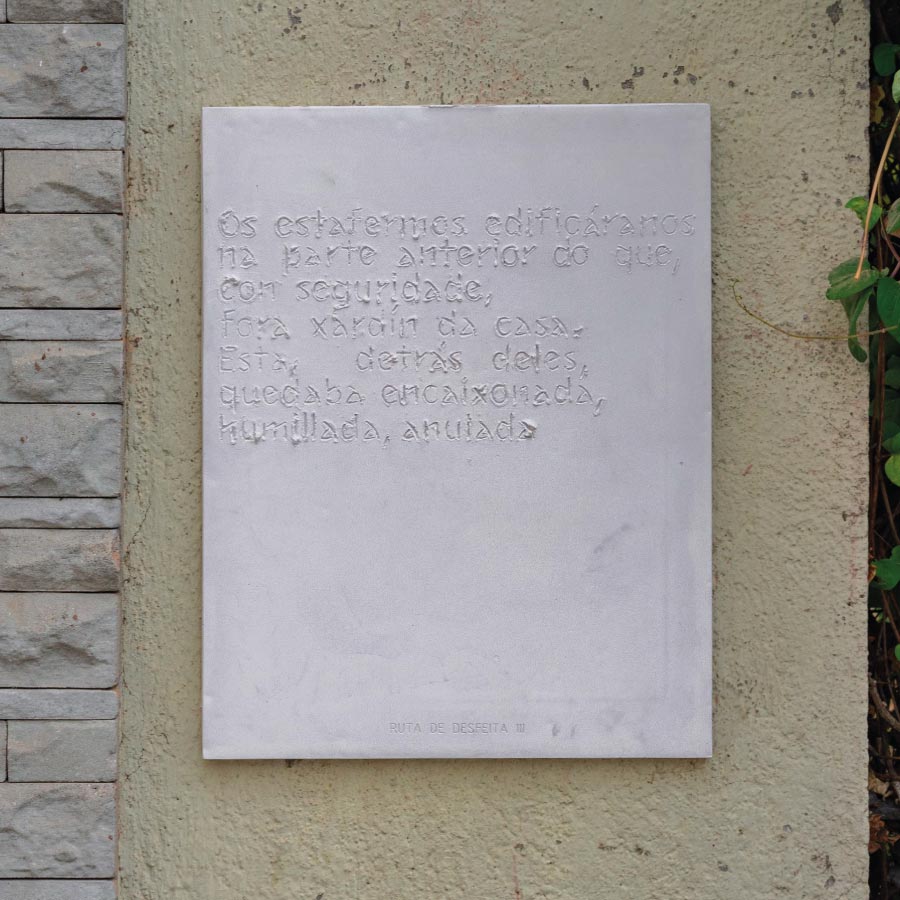 Os estafermos edificáranos
na parte anterior do que,
con seguridade,
fora xardín da casa.
Esta, detrás deles,
quedaba encaixonada,
humillada, anulada
RUTA DE DESFEITA III